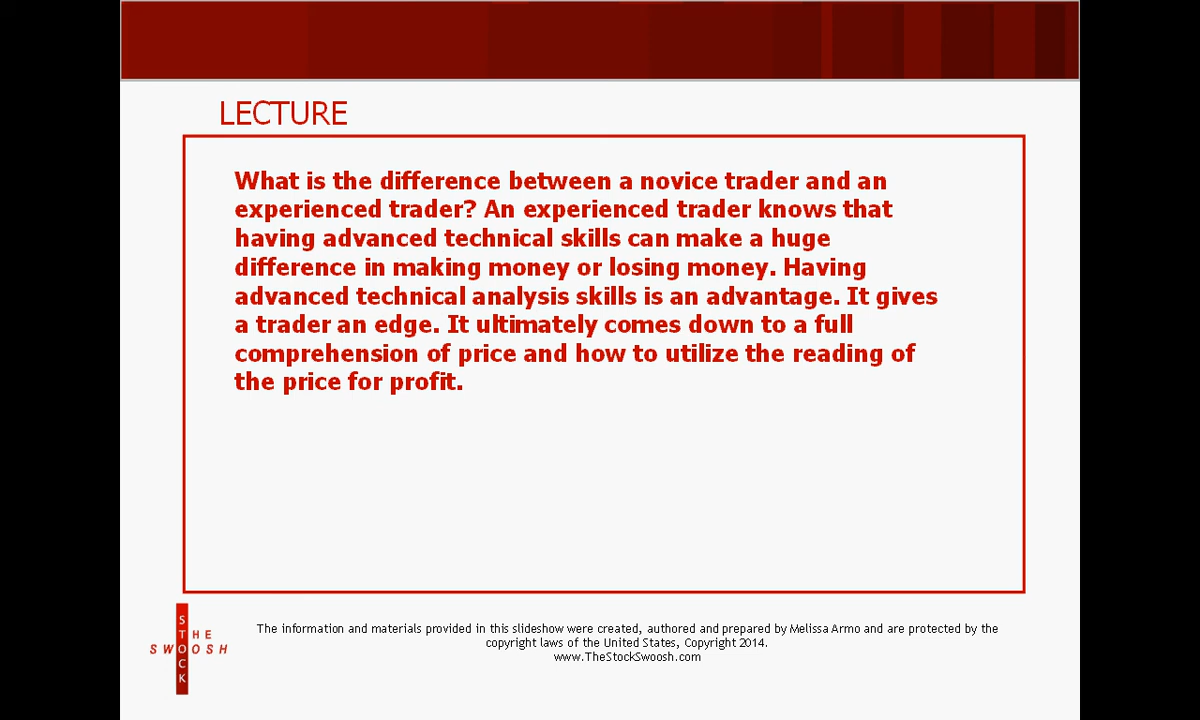 LECTURE
What is the difference between a novice trader and an
experienced trader? An experienced trader knows that
having advanced technical skills can make a huge
difference in making money or losing money. Having
advanced technical analysis skills is an advantage. It gives
a trader an edge. It ultimately comes down to a full
comprehension of price and how to utilize the reading of
the price for profit.
THE
STOCK
SWOOSH
The information and materials provided in this slideshow were created, authored and prepared by Melissa Armo and are protected by the
copyright laws of the United States, Copyright 2014.
www.TheStockSwoosh.com